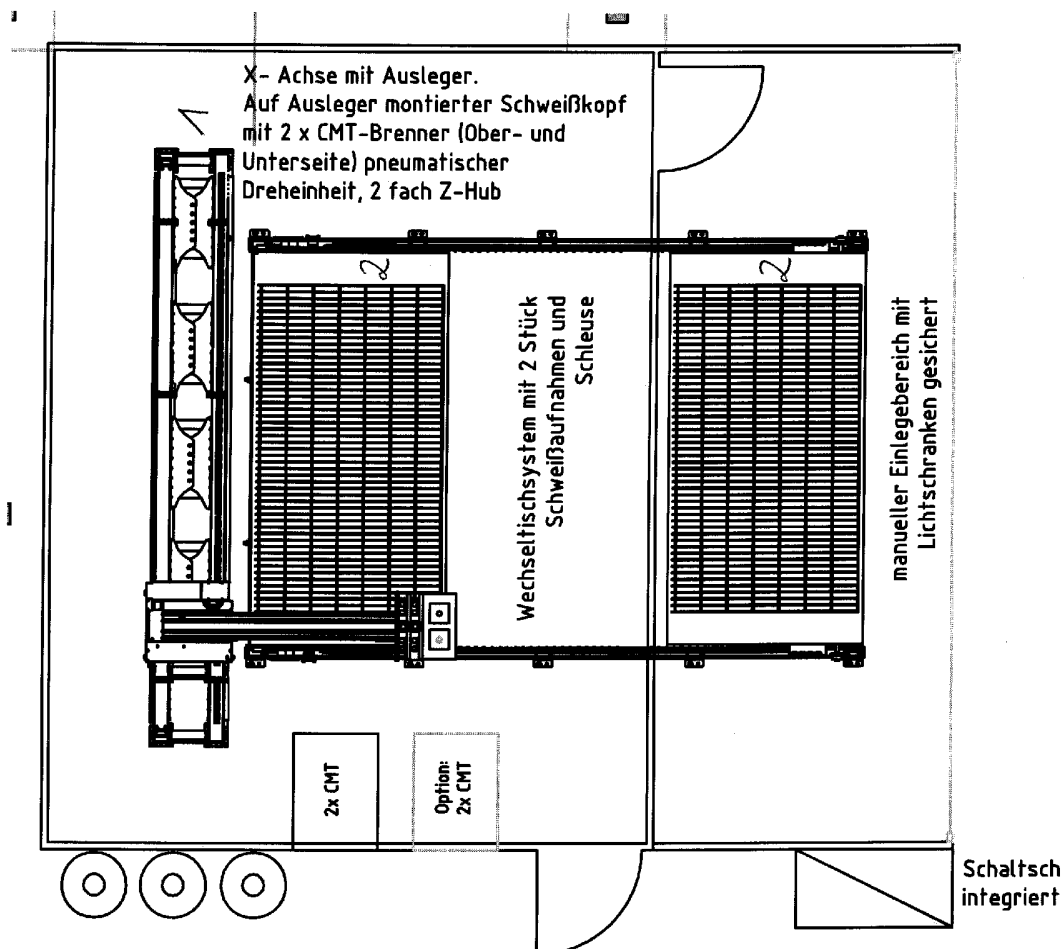 X- Achse mit Ausleger.
Auf Ausleger montierter Schweißkopf
mit 2 x CMT-Brenner (Ober- und
Unterseite) pneumatischer
Dreheinheit, 2 fach Z-Hub
1
2
2
Wechseltischsystem mit 2 Stück
Schweißaufnahmen und
Schleuse
manueller Einlegebereich mit
Lichtschranken gesichert
2x CMT
Option:
2x CMT
Schaltsch
integriert